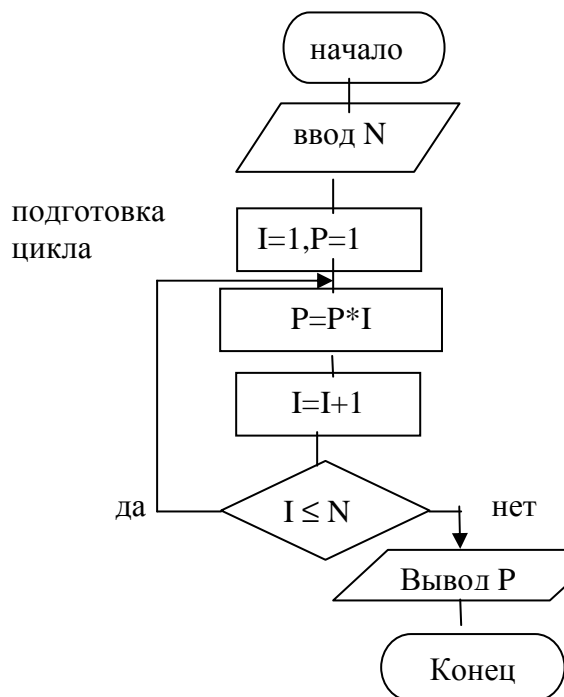 начало
ввод N
подготовка
цикла
I=1,P=1
P=P*I
I=I+1
да
I ≤ N
нет
Вывод P
Конец